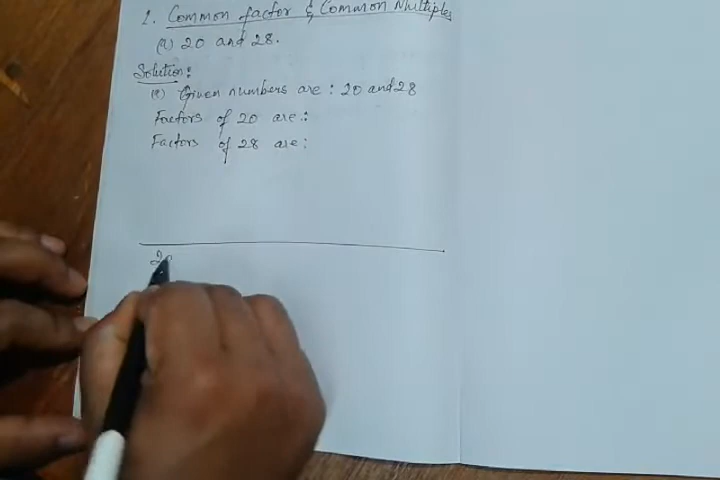 1. Common factor & Common Multiples
(a) 20 and 28.
Solution:
(a) Given numbers are : 20 and 28
Factors of 20 are :
Factors of 28 are :
20